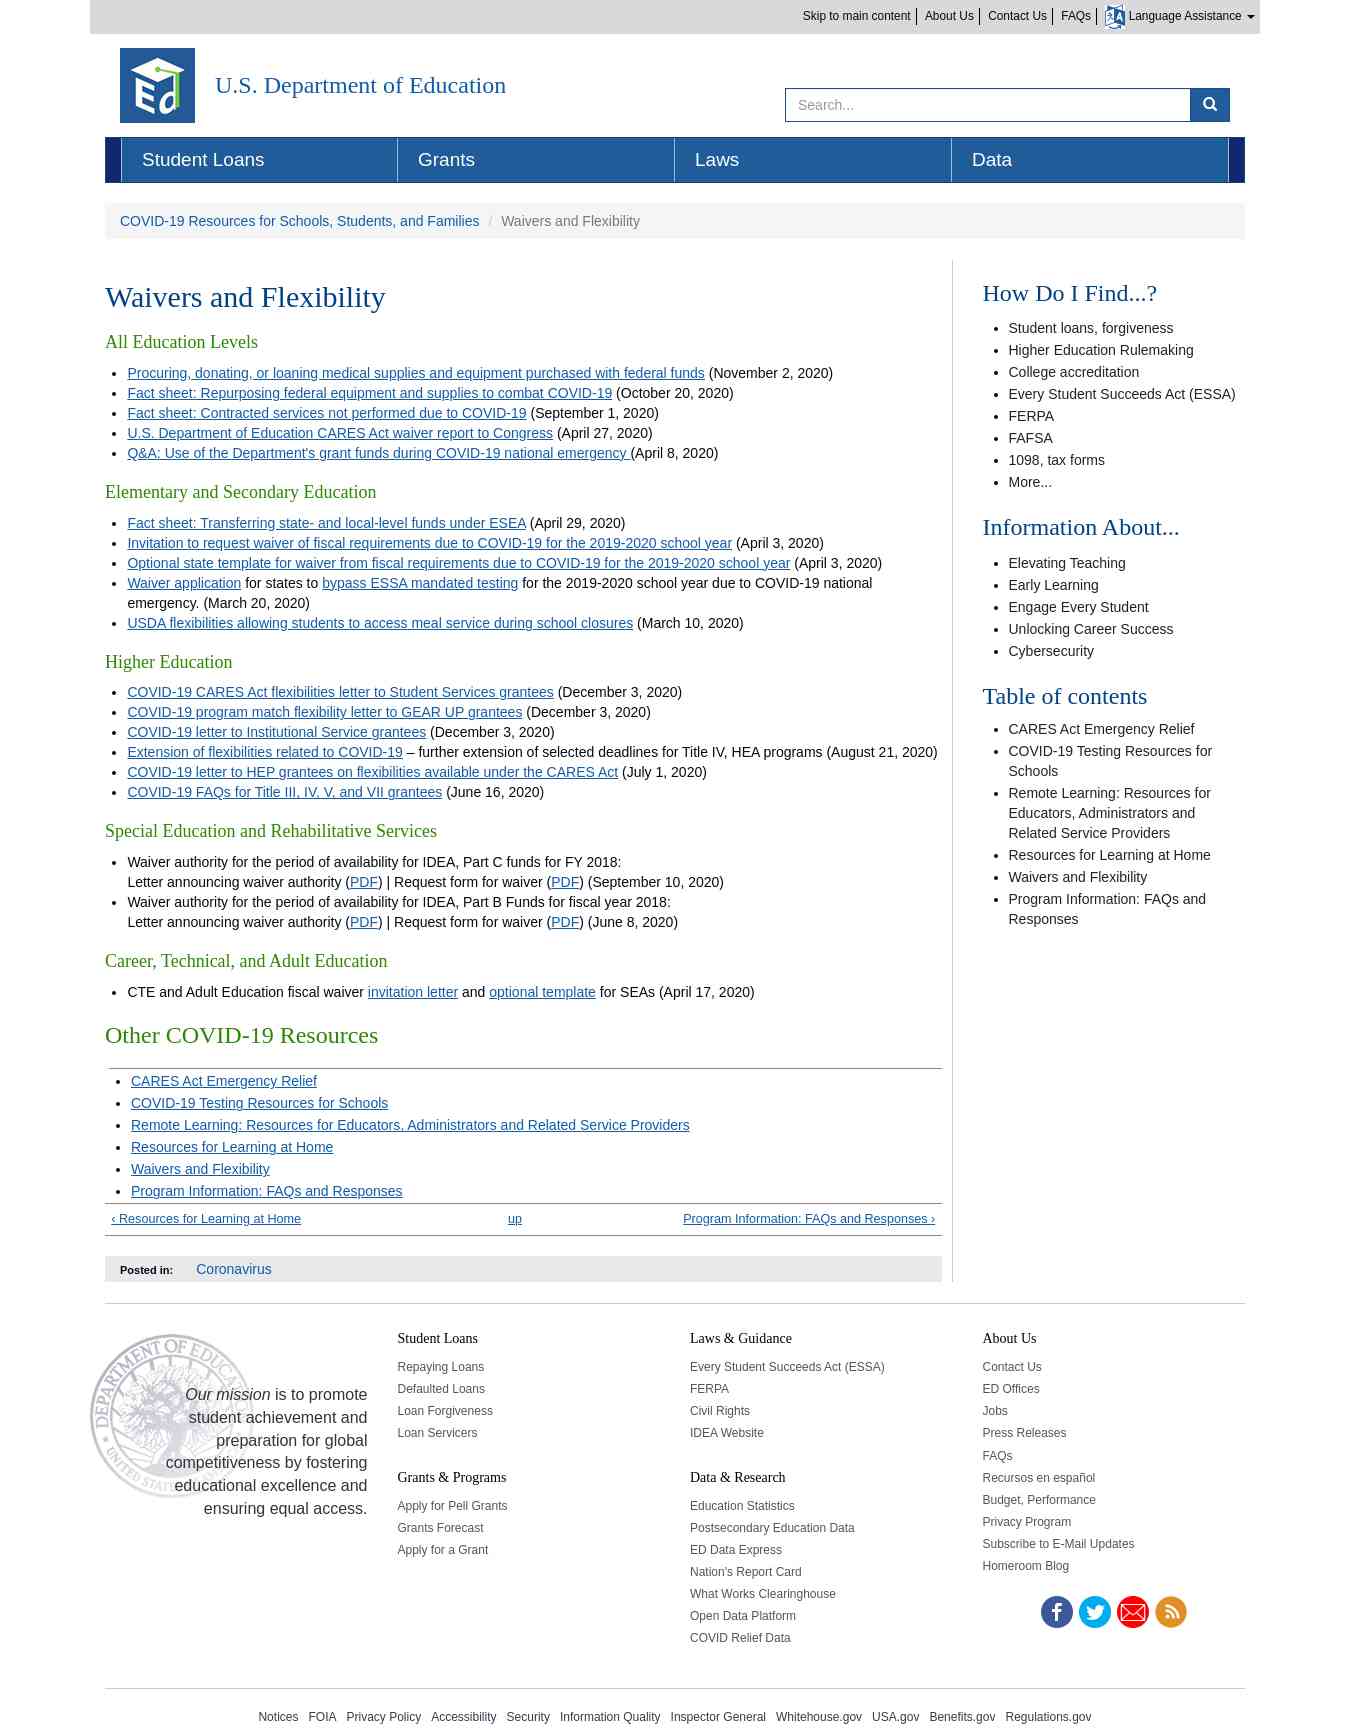 Skip to main content | About Us | Contact Us | FAQs | Language Assistance
U.S. Department of Education
Search...
Student Loans Grants Laws Data
COVID-19 Resources for Schools, Students, and Families / Waivers and Flexibility
Waivers and Flexibility
All Education Levels
Procuring, donating, or loaning medical supplies and equipment purchased with federal funds (November 2, 2020)
Fact sheet: Repurposing federal equipment and supplies to combat COVID-19 (October 20, 2020)
Fact sheet: Contracted services not performed due to COVID-19 (September 1, 2020)
U.S. Department of Education CARES Act waiver report to Congress (April 27, 2020)
Q&A: Use of the Department's grant funds during COVID-19 national emergency (April 8, 2020)
Elementary and Secondary Education
Fact sheet: Transferring state- and local-level funds under ESEA (April 29, 2020)
Invitation to request waiver of fiscal requirements due to COVID-19 for the 2019-2020 school year (April 3, 2020)
Optional state template for waiver from fiscal requirements due to COVID-19 for the 2019-2020 school year (April 3, 2020)
Waiver application for states to bypass ESSA mandated testing for the 2019-2020 school year due to COVID-19 national
emergency. (March 20, 2020)
USDA flexibilities allowing students to access meal service during school closures (March 10, 2020)
Higher Education
COVID-19 CARES Act flexibilities letter to Student Services grantees (December 3, 2020)
COVID-19 program match flexibility letter to GEAR UP grantees (December 3, 2020)
COVID-19 letter to Institutional Service grantees (December 3, 2020)
Extension of flexibilities related to COVID-19 – further extension of selected deadlines for Title IV, HEA programs (August 21, 2020)
COVID-19 letter to HEP grantees on flexibilities available under the CARES Act (July 1, 2020)
COVID-19 FAQs for Title III, IV, V, and VII grantees (June 16, 2020)
Special Education and Rehabilitative Services
Waiver authority for the period of availability for IDEA, Part C funds for FY 2018:
Letter announcing waiver authority (PDF) | Request form for waiver (PDF) (September 10, 2020)
Waiver authority for the period of availability for IDEA, Part B Funds for fiscal year 2018:
Letter announcing waiver authority (PDF) | Request form for waiver (PDF) (June 8, 2020)
Career, Technical, and Adult Education
CTE and Adult Education fiscal waiver invitation letter and optional template for SEAs (April 17, 2020)
Other COVID-19 Resources
CARES Act Emergency Relief
COVID-19 Testing Resources for Schools
Remote Learning: Resources for Educators, Administrators and Related Service Providers
Resources for Learning at Home
Waivers and Flexibility
Program Information: FAQs and Responses
‹ Resources for Learning at Home up Program Information: FAQs and Responses ›
Posted in: Coronavirus
How Do I Find...?
Student loans, forgiveness
Higher Education Rulemaking
College accreditation
Every Student Succeeds Act (ESSA)
FERPA
FAFSA
1098, tax forms
More...
Information About...
Elevating Teaching
Early Learning
Engage Every Student
Unlocking Career Success
Cybersecurity
Table of contents
CARES Act Emergency Relief
COVID-19 Testing Resources for
Schools
Remote Learning: Resources for
Educators, Administrators and
Related Service Providers
Resources for Learning at Home
Waivers and Flexibility
Program Information: FAQs and
Responses
Our mission is to promote
student achievement and
preparation for global
competitiveness by fostering
educational excellence and
ensuring equal access.
Student Loans
Repaying Loans
Defaulted Loans
Loan Forgiveness
Loan Servicers
Grants & Programs
Apply for Pell Grants
Grants Forecast
Apply for a Grant
Laws & Guidance
Every Student Succeeds Act (ESSA)
FERPA
Civil Rights
IDEA Website
Data & Research
Education Statistics
Postsecondary Education Data
ED Data Express
Nation's Report Card
What Works Clearinghouse
Open Data Platform
COVID Relief Data
About Us
Contact Us
ED Offices
Jobs
Press Releases
FAQs
Recursos en español
Budget, Performance
Privacy Program
Subscribe to E-Mail Updates
Homeroom Blog
Notices FOIA Privacy Policy Accessibility Security Information Quality Inspector General Whitehouse.gov USA.gov Benefits.gov Regulations.gov